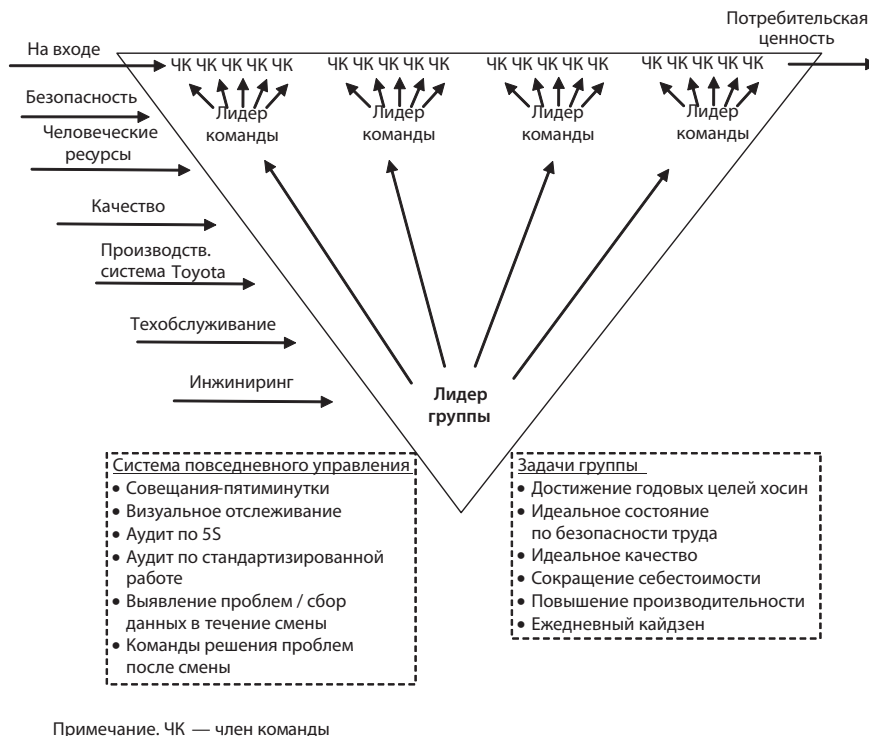 Потребительская
ценность
На входе
ЧК ЧК ЧК ЧК ЧК ЧК ЧК ЧК ЧК ЧК ЧК ЧК ЧК ЧК ЧК ЧК ЧК ЧК ЧК ЧК
Безопасность
Лидер
команды
Лидер
команды
Лидер
команды
Лидер
команды
Человеческие
ресурсы
Качество
Производств.
система Toyota
Техобслуживание
Инжиниринг
Лидер
группы
Система повседневного управления
• Совещания-пятиминутки
• Визуальное отслеживание
• Аудит по 5S
• Аудит по стандартизированной
работе
• Выявление проблем / сбор
данных в течение смены
• Команды решения проблем
после смены
Задачи группы
• Достижение годовых целей хосин
• Идеальное состояние
по безопасности труда
• Идеальное качество
• Сокращение себестоимости
• Повышение производительности
• Ежедневный кайдзен
Примечание. ЧК — член команды